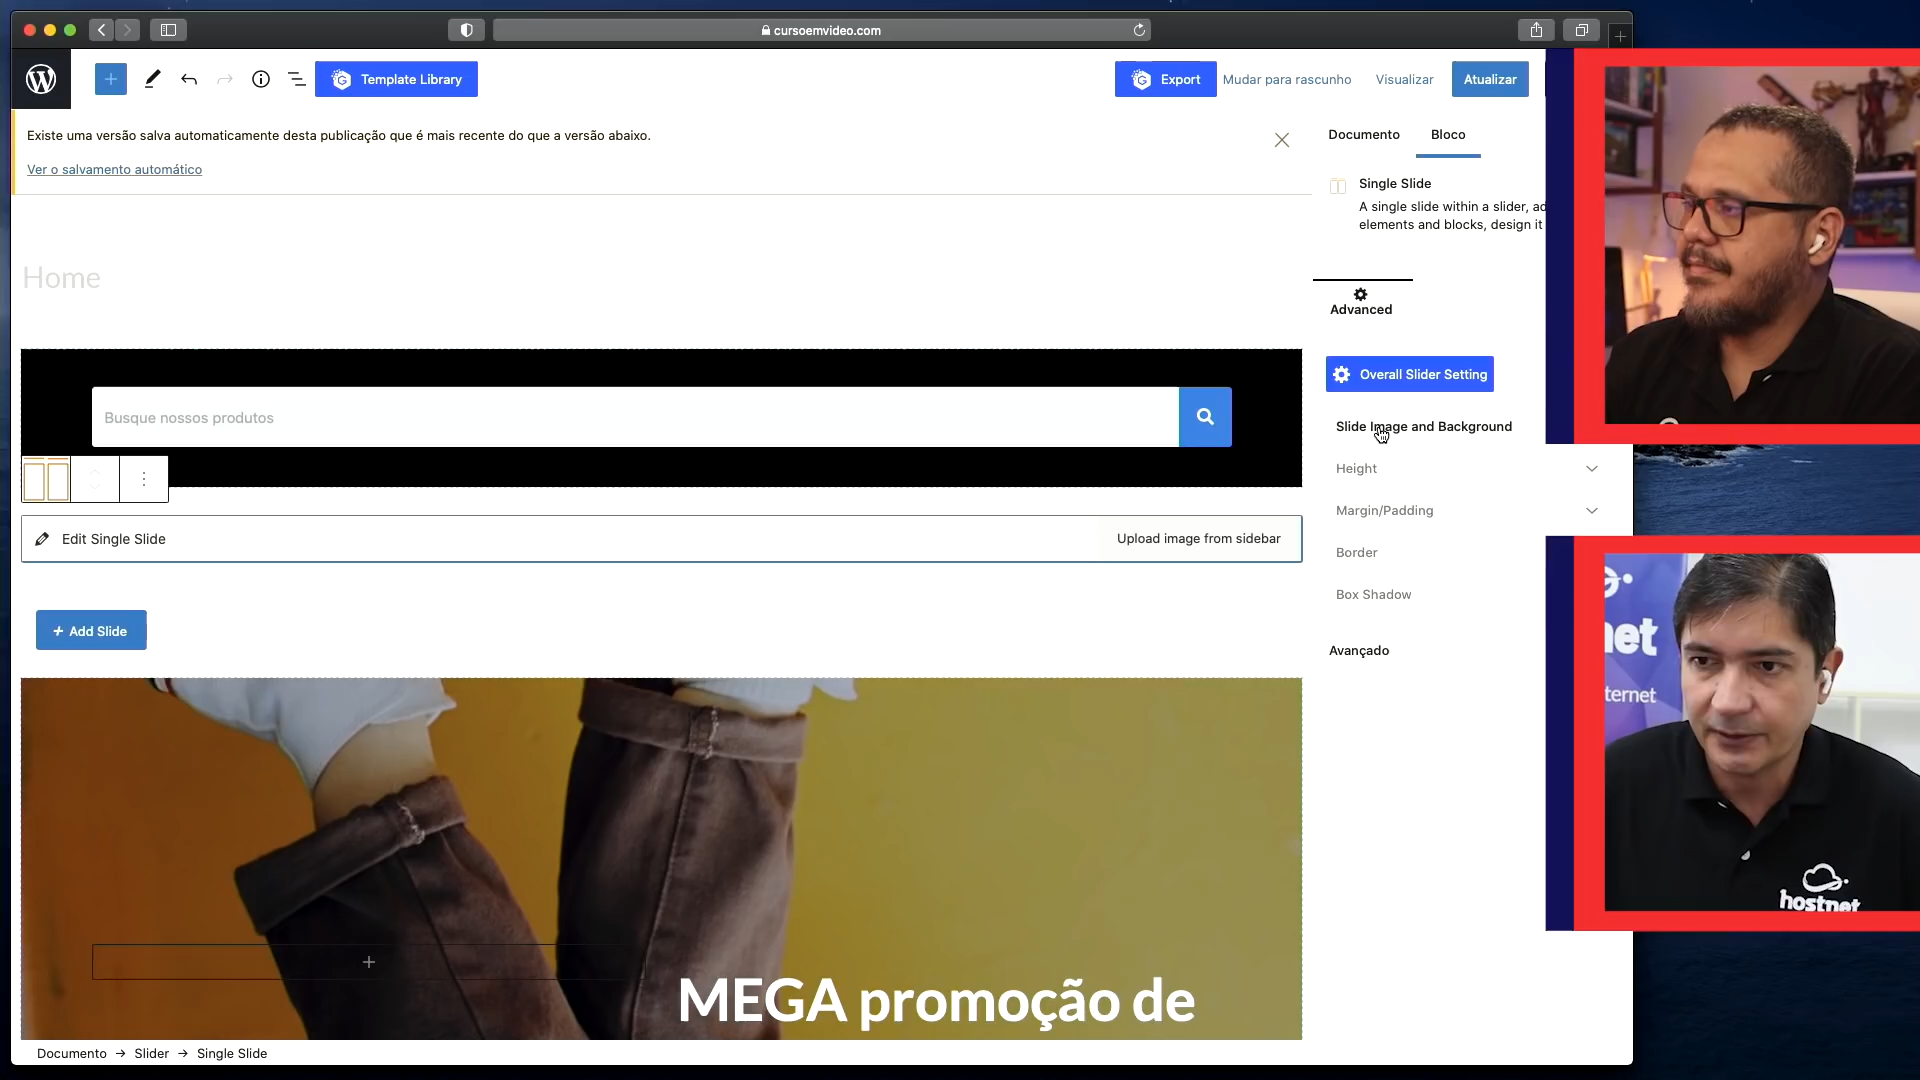 cursoemvideo.com
Template Library
Export
Mudar para rascunho
Visualizar
Atualizar
Existe uma versão salva automaticamente desta publicação que é mais recente do que a versão abaixo.
Ver o salvamento automático
Documento
Bloco
Single Slide
A single slide within a slider, ad
elements and blocks, design it
Home
Advanced
Busque nossos produtos
Overall Slider Setting
Slide Image and Background
Height
Margin/Padding
Border
Box Shadow
Avançado
Edit Single Slide
Upload image from sidebar
+ Add Slide
MEGA promoção de
Documento → Slider → Single Slide
net
ternet
hostnet